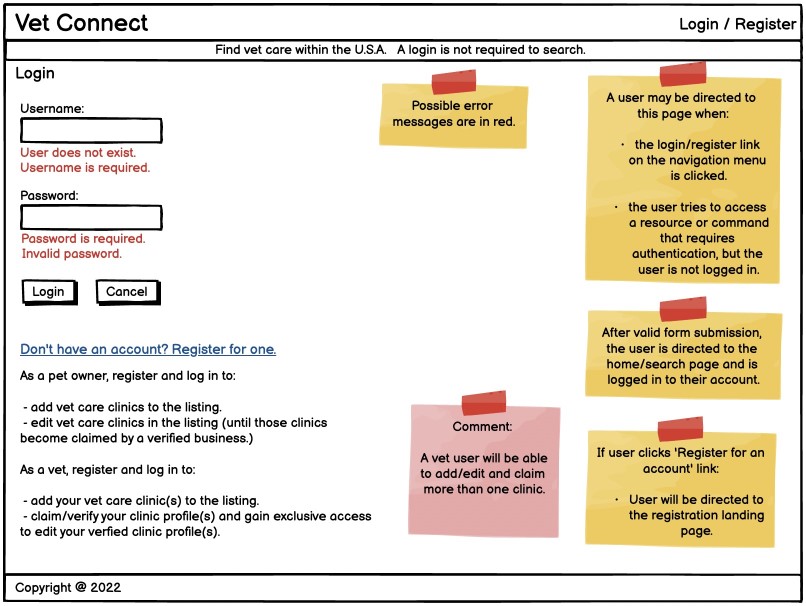 Vet Connect
Login / Register
Find vet care within the U.S.A. A login is not required to search.
Login
Username:
User does not exist.
Username is required.
Password:
Password is required.
Invalid password.
Login
Cancel
Don't have an account? Register for one.
As a pet owner, register and log in to:
- add vet care clinics to the listing.
- edit vet care clinics in the listing (until those clinics
become claimed by a verified business.)
As a vet, register and log in to:
- add your vet care clinic(s) to the listing.
- claim/verify your clinic profile(s) and gain exclusive access
to edit your verfied clinic profile(s).
Possible error
messages are in red.
Comment:
A vet user will be able
to add/edit and claim
more than one clinic.
A user may be directed to
this page when:
· the login/register link
on the navigation menu
is clicked.
· the user tries to access
a resource or command
that requires
authentication, but the
user is not logged in.
After valid form submission,
the user is directed to the
home/search page and is
logged in to their account.
If user clicks 'Register for an
account' link:
· User will be directed to
the registration landing
page.
Copyright @ 2022